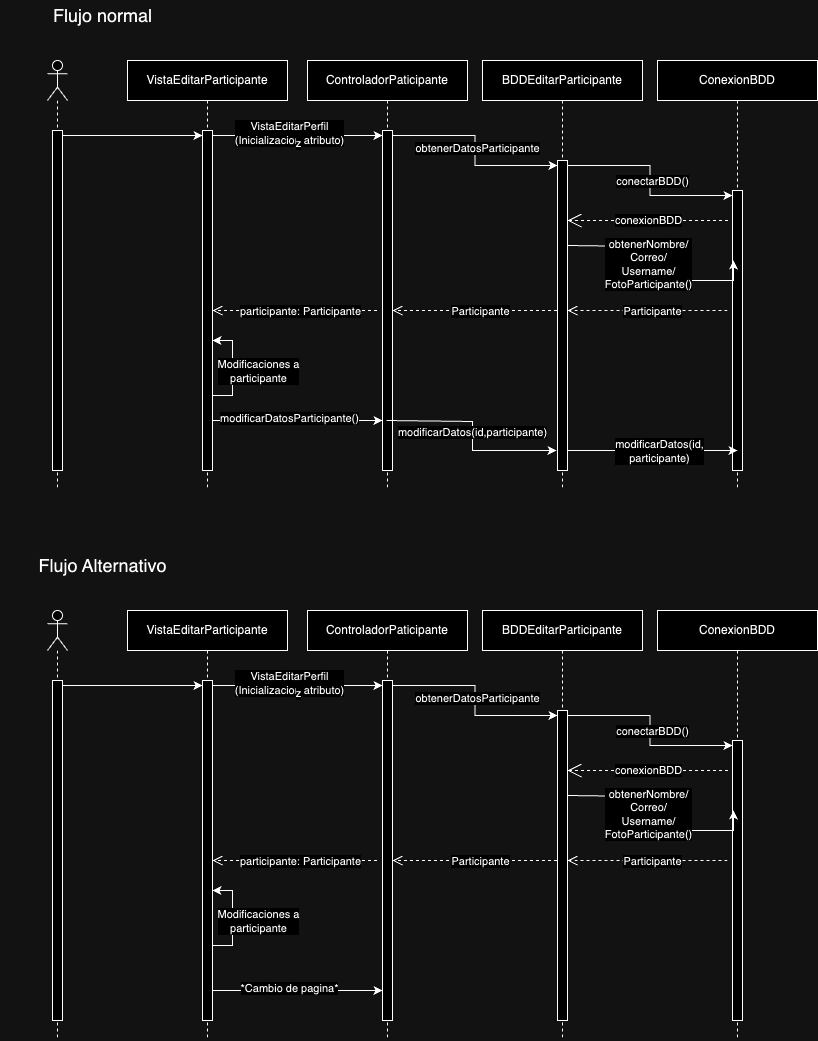 Flujo normal
VistaEditarParticipante
ControladorPaticipante
BDDEditarParticipante
ConexionBDD
VistaEditarPerfil
(Inicializacio z atributo)
obtenerDatosParticipante
conectarBDD()
conexionBDD
obtenerNombre/
Correo/
Username/
FotoParticipante()
participante: Participante
Participante
Participante
Modificaciones a
participante
modificarDatosParticipante()
modificarDatos(id,participante)
modificarDatos(id,
participante)
Flujo Alternativo
VistaEditarParticipante
ControladorPaticipante
BDDEditarParticipante
ConexionBDD
VistaEditarPerfil
(Inicializacio z atributo)
obtenerDatosParticipante
conectarBDD()
conexionBDD
obtenerNombre/
Correo/
Username/
FotoParticipante()
participante: Participante
Participante
Participante
Modificaciones a
participante
*Cambio de pagina*